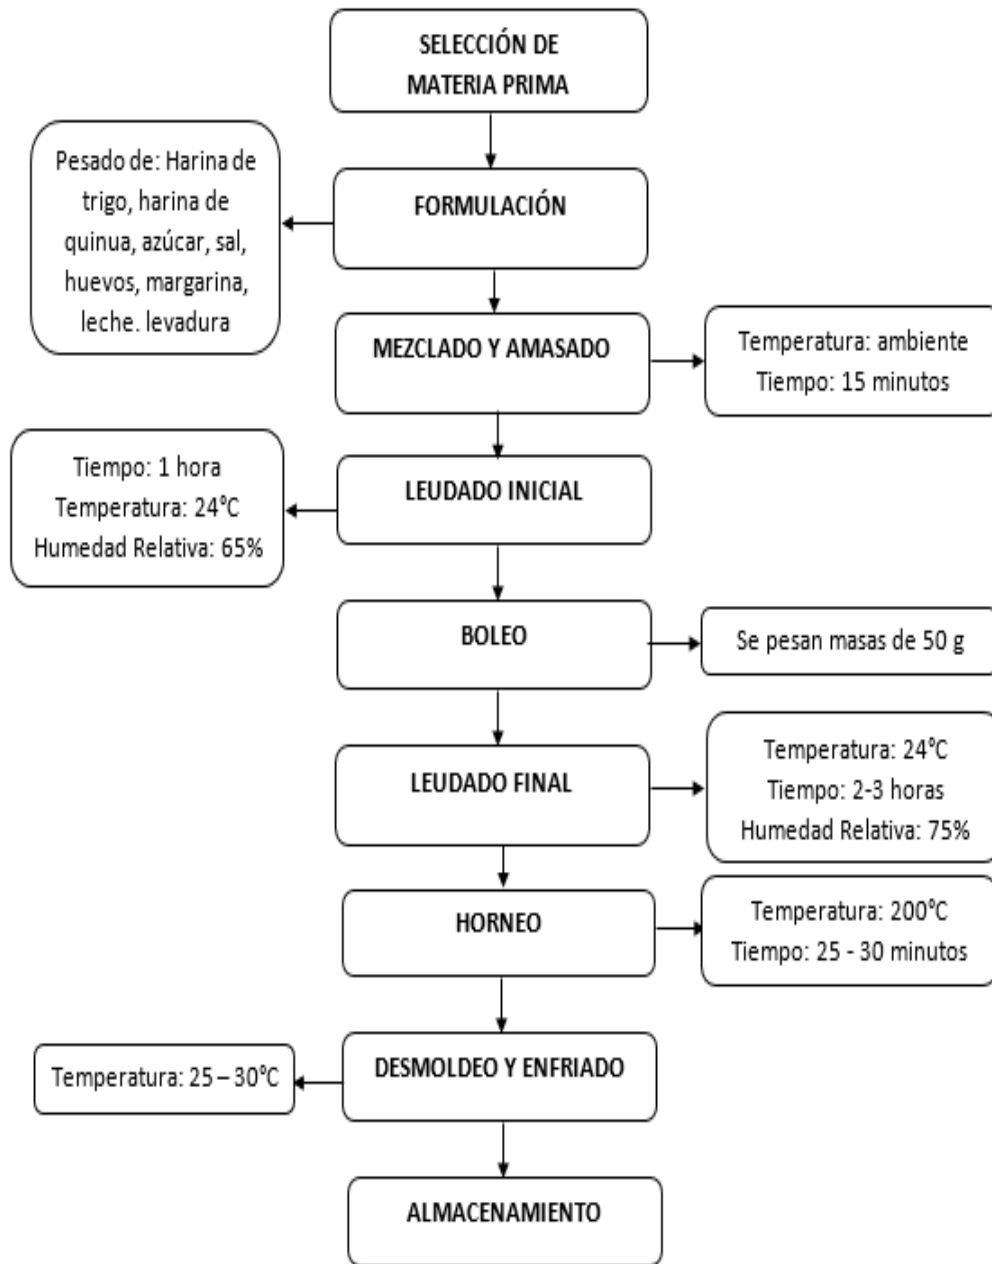 SELECCIÓN DE
MATERIA PRIMA
Pesado de: Harina de
trigo, harina de
quinua, azúcar, sal,
huevos, margarina,
leche. levadura
FORMULACIÓN
MEZCLADO Y AMASADO
Temperatura: ambiente
Tiempo: 15 minutos
Tiempo: 1 hora
Temperatura: 24°C
Humedad Relativa: 65%
LEUDADO INICIAL
BOLEO
Se pesan masas de 50 g
LEUDADO FINAL
Temperatura: 24°C
Tiempo: 2-3 horas
Humedad Relativa: 75%
HORNEO
Temperatura: 200°C
Tiempo: 25 - 30 minutos
DESMOLDEO Y ENFRIADO
Temperatura: 25 – 30°C
ALMACENAMIENTO